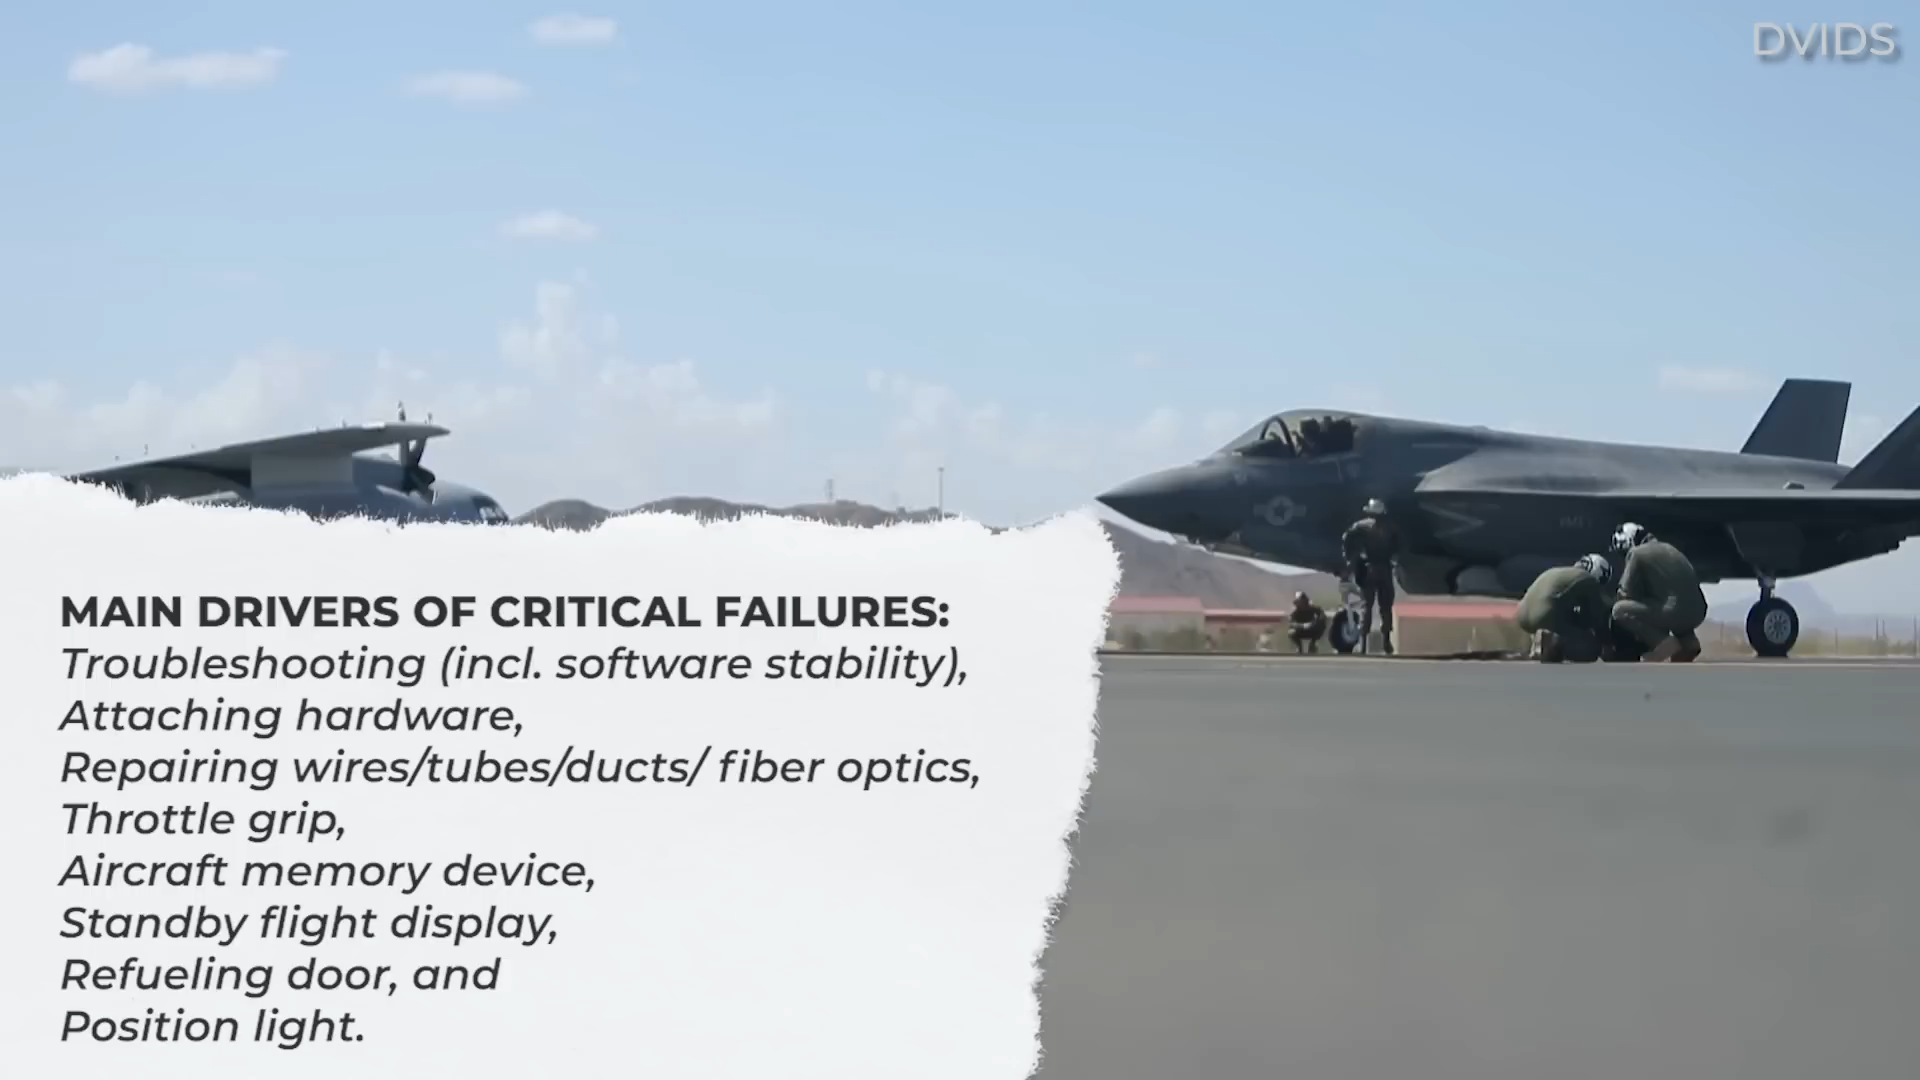 DVIDS
MAIN DRIVERS OF CRITICAL FAILURES:
Troubleshooting (incl. software stability),
Attaching hardware,
Repairing wires/tubes/ducts/ fiber optics,
Throttle grip,
Aircraft memory device,
Standby flight display,
Refueling door, and
Position light.